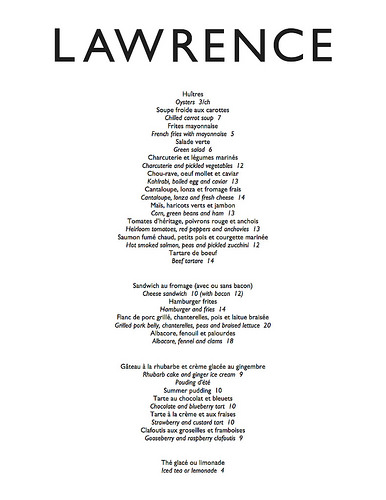 LAWRENCE
Huîtres
Oysters 3/ch
Soupe froide aux carottes
Chilled carrot soup 7
Frites mayonnaise
French fries with mayonnaise 5
Salade verte
Green salad 6
Charcuterie et légumes marinés
Charcuterie and pickled vegetables 12
Chou-rave, oeuf mollet et caviar
Kohlrabi, boiled egg and caviar 13
Cantaloupe, lonza et fromage frais
Cantaloupe, lonza and fresh cheese 14
Maïs, haricots verts et jambon
Corn, green beans and ham 13
Tomates d'héritage, poivrons rouge et anchois
Heirloom tomatoes, red peppers and anchovies 13
Saumon fumé chaud, petits pois et courgette marinée
Hot smoked salmon, peas and pickled zucchini 12
Tartare de boeuf
Beef tartare 14
Sandwich au fromage (avec ou sans bacon)
Cheese sandwich 10 (with bacon 12)
Hamburger frites
Hamburger and fries 14
Flanc de porc grillé, chanterelles, pois et laitue braisée
Grilled pork belly, chanterelles, peas and braised lettuce 20
Albacore, fenouil et palourdes
Albacore, fennel and clams 18
Gâteau à la rhubarbe et crème glacée au gingembre
Rhubarb cake and ginger ice cream 9
Pouding d'été
Summer pudding 10
Tarte au chocolat et bleuets
Chocolate and blueberry tart 10
Tarte à la crème et aux fraises
Strawberry and custard tart 10
Clafoutis aux groseilles et framboises
Gooseberry and raspberry clafoutis 9
Thé glacé ou limonade
Iced tea or lemonade 4